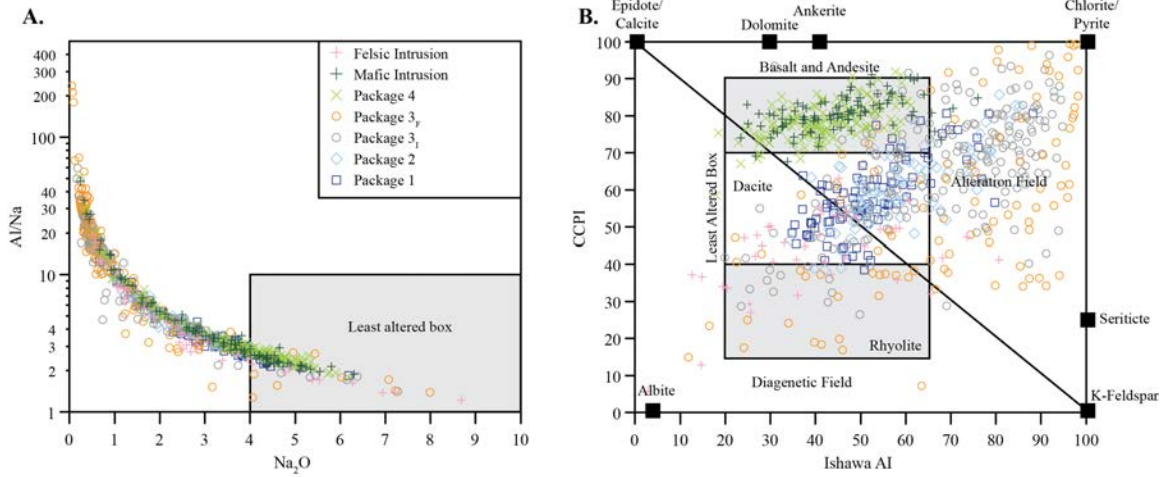 A.
400
300
200
100
40
30
20
10
4
3
2
1
Al/Na
0 1 2 3 4 5 6 7 8 9 10
Na₂O
Felsic Intrusion
Mafic Intrusion
Package 4
Package 3F
Package 3I
Package 2
Package 1
Least altered box
B.
Epidote/
Calcite
Dolomite
Ankerite
Chlorite/
Pyrite
100
90
80
70
60
50
40
30
20
10
0
CCPI
Basalt and Andesite
Least Altered Box
Dacite
Alteration Field
Rhyolite
Diagenetic Field
Albite
Sericticte
K-Feldspar
0 10 20 30 40 50 60 70 80 90 100
Ishawa AI